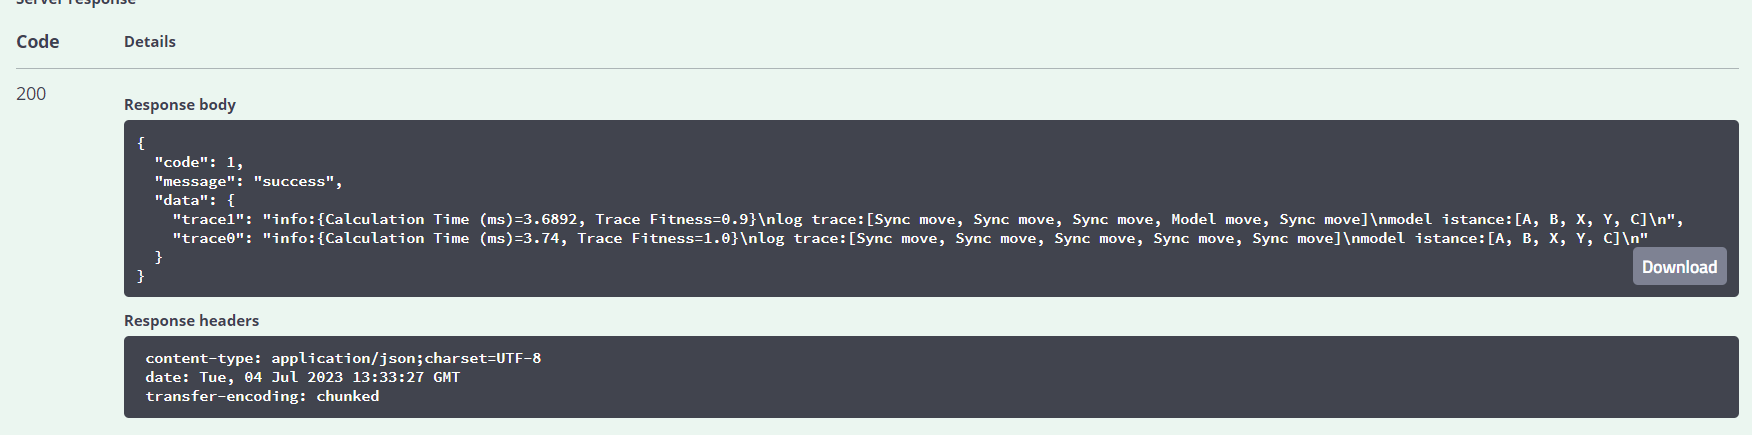 Server response
Code Details
200
Response body
{
"code": 1,
"message": "success",
"data": {
"trace1": "info:{Calculation Time (ms)=3.6892, Trace Fitness=0.9}\nlog trace:[Sync move, Sync move, Sync move, Model move, Sync move]\nmodel istance:[A, B, X, Y, C]\n",
"trace0": "info:{Calculation Time (ms)=3.74, Trace Fitness=1.0}\nlog trace:[Sync move, Sync move, Sync move, Sync move, Sync move]\nmodel istance:[A, B, X, Y, C]\n"
}
}
Download
Response headers
content-type: application/json;charset=UTF-8
date: Tue, 04 Jul 2023 13:33:27 GMT
transfer-encoding: chunked